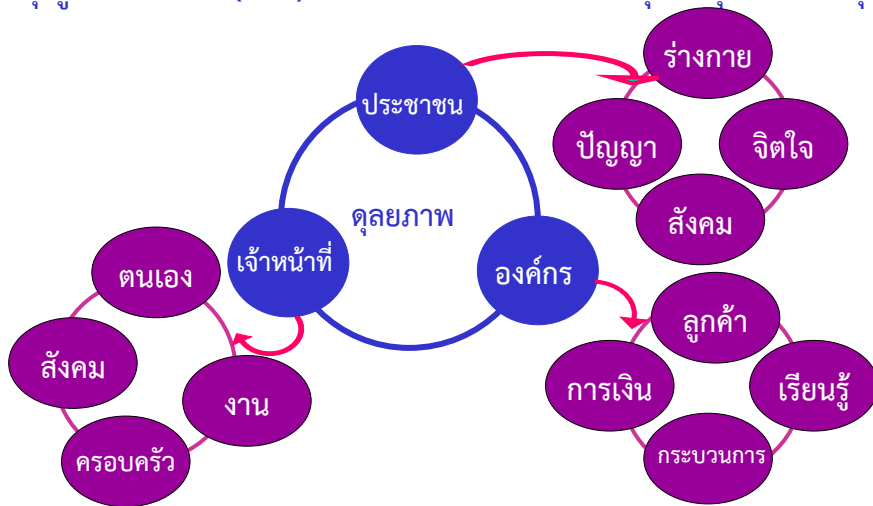 ร่างกาย
ประชาชน
ปัญญา
จิตใจ
สังคม
ดุลยภาพ
เจ้าหน้าที่
องค์กร
ตนเอง
สังคม
งาน
ครอบครัว
ลูกค้า
การเงิน
เรียนรู้
กระบวนการ